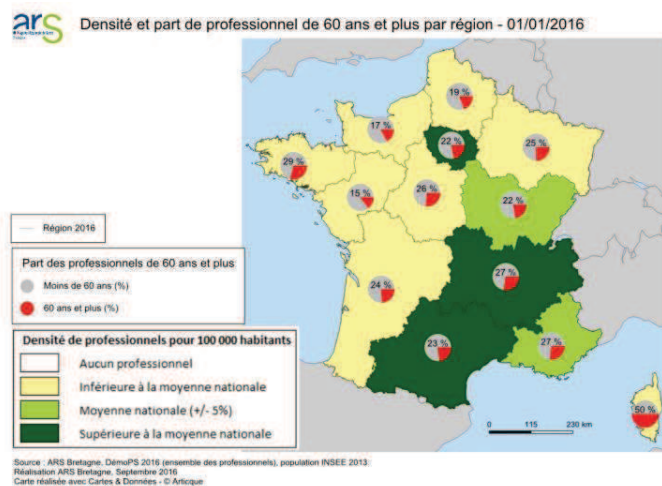 ars
Densité et part de professionnel de 60 ans et plus par région - 01/01/2016
19 %
17 %
22 %
25 %
29 %
15 %
26 %
22 %
24 %
27 %
23 %
27 %
50 %
Région 2016
Part des professionnels de 60 ans et plus
Moins de 60 ans (%)
60 ans et plus (%)
Densité de professionnels pour 100 000 habitants
Aucun professionnel
Inférieure à la moyenne nationale
Moyenne nationale (+/- 5%)
Supérieure à la moyenne nationale
0 115 230 km
Source : ARS Bretagne, DémoPS 2016 (ensemble des professionnels), population INSEE 2013
Réalisation ARS Bretagne, Septembre 2016
Carte réalisée avec Cartes & Données - © Articque